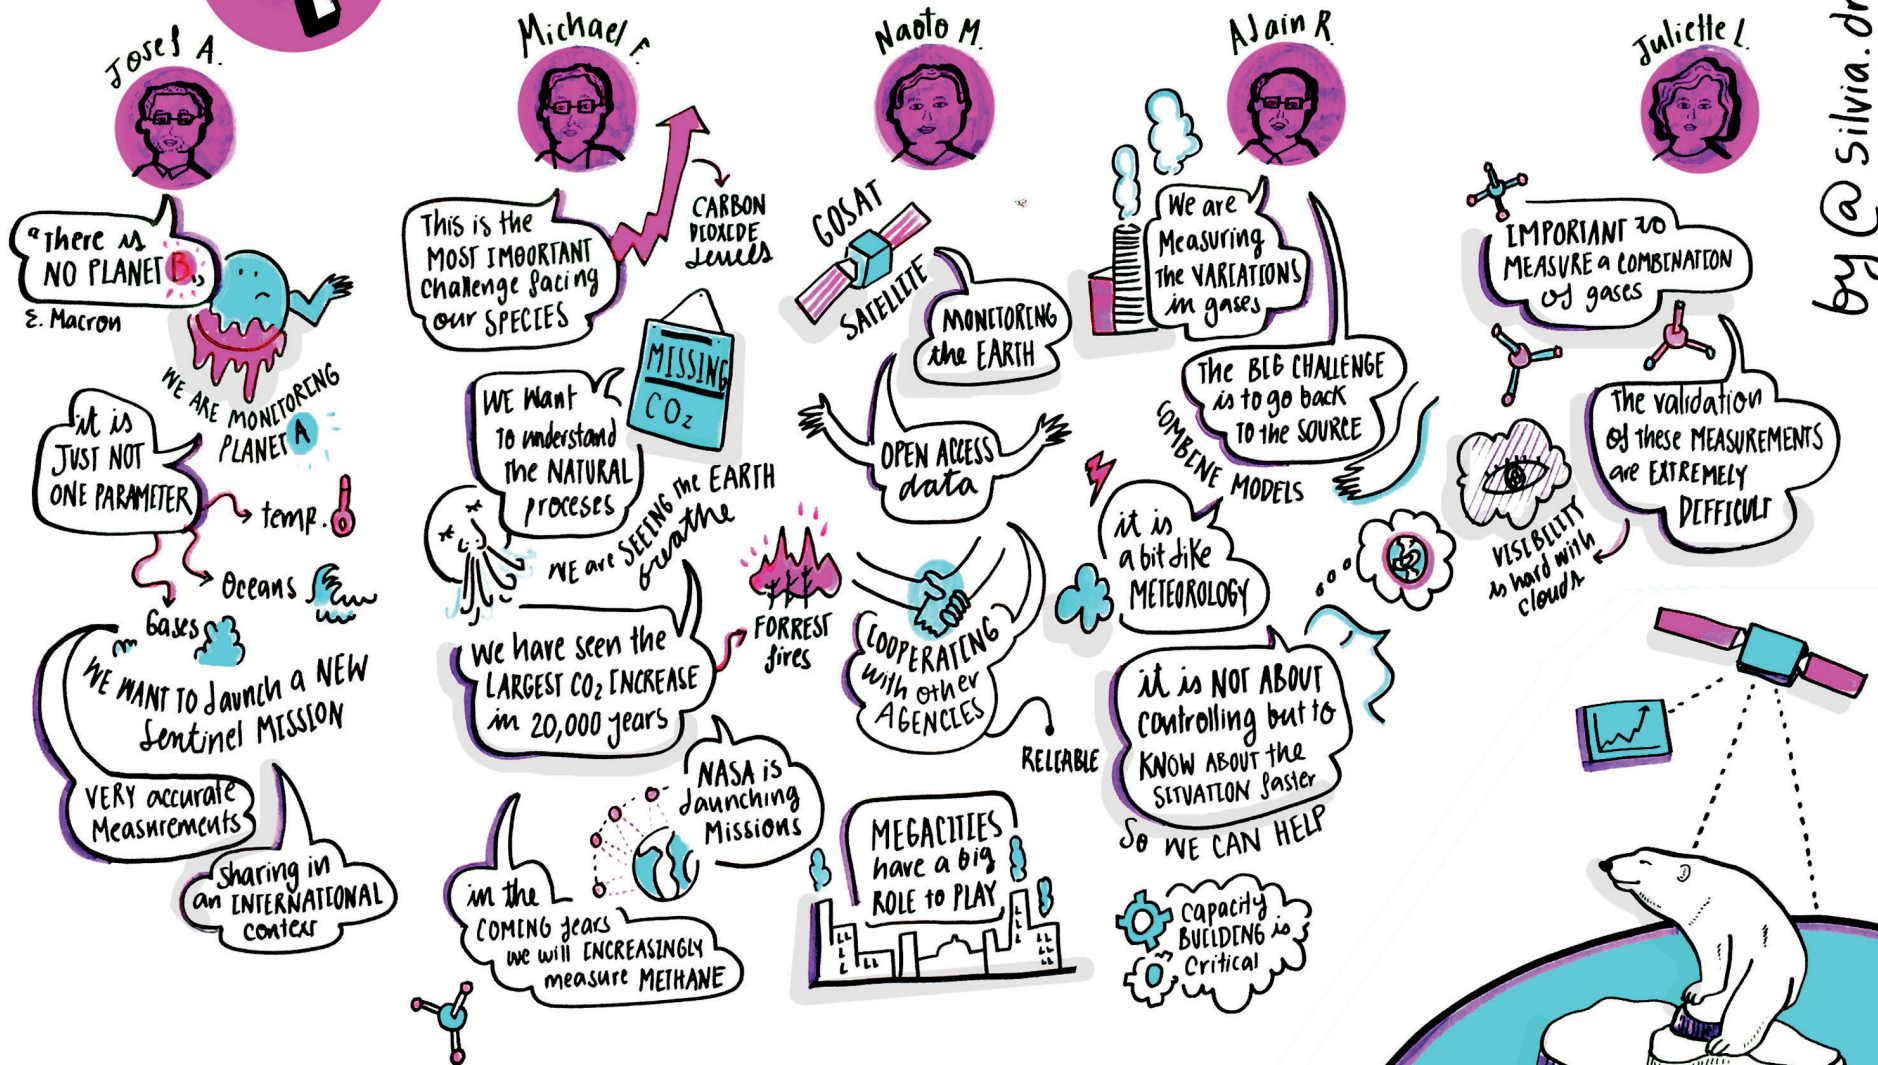 Josef A.
"There is
NO PLANET B"
E. Macron
WE ARE MONITORING
PLANET A
it is
JUST NOT
ONE PARAMETER
temp.
Oceans
Gases
WE WANT TO launch a NEW
Sentinel MISSION
VERY accurate
Measurements
Sharing in
an INTERNATIONAL
context
Michael F.
This is the
MOST IMPORTANT
challenge facing
our SPECIES
CARBON
DIOXIDE
levels
MISSING
CO2
WE Want
to understand
the NATURAL
proceses
WE are SEEING the EARTH
breathe
We have seen the
LARGEST CO2 INCREASE
in 20,000 years
FORREST
fires
NASA is
launching
Missions
in the
COMING years
we will INCREASINGLY
measure METHANE
Naoto M.
GOSAT
SATELLITE
MONITORING
the EARTH
OPEN ACCESS
data
COOPERATING
with other
AGENCIES
RELIABLE
MEGACITIES
have a big
ROLE to PLAY
Alain R.
We are
Measuring
the VARIATIONS
in gases
The BIG CHALLENGE
is to go back
to the SOURCE
COMBINE MODELS
it is
a bit like
METEOROLOGY
it is NOT ABOUT
controlling but to
KNOW ABOUT the
SITUATION faster
So WE CAN HELP
Capacity
BUILDING is
Critical
Juliette L.
IMPORTANT to
MEASURE a COMBINATION
of gases
The validation
of these MEASUREMENTS
are EXTREMELY
DIFFICULT
VISIBILITY
is hard with
clouds
by @silvia.dr